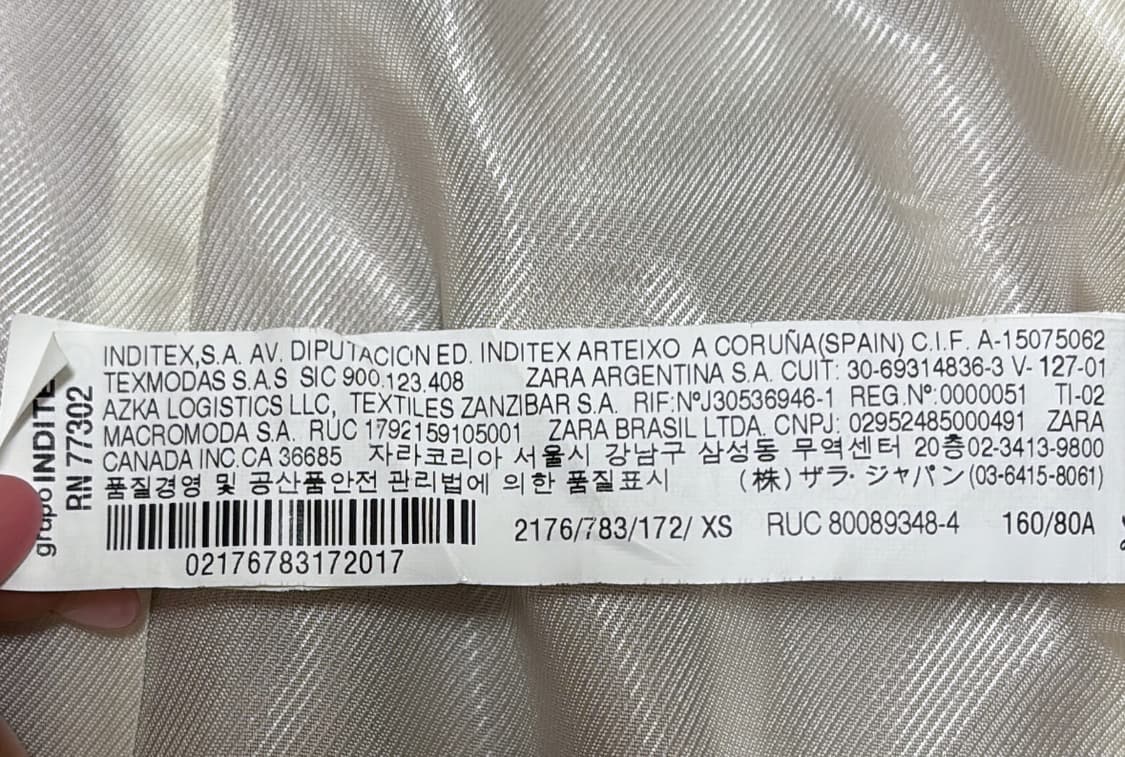 grupo INDITE
RN 77302
INDITEX,S.A. AV. DIPUTACION ED. INDITEX ARTEIXO A CORUÑA(SPAIN) C.I.F. A-15075062
TEXMODAS S.A.S SIC 900.123.408 ZARA ARGENTINA S.A. CUIT: 30-69314836-3 V- 127-01
AZKA LOGISTICS LLC, TEXTILES ZANZIBAR S.A. RIF:NºJ30536946-1 REG.Nº:0000051 TI-02
MACROMODA S.A. RUC 1792159105001 ZARA BRASIL LTDA. CNPJ: 02952485000491 ZARA
CANADA INC.CA 36685 자라코리아 서울시 강남구 삼성동 무역센터 20층02-3413-9800
품질경영 및 공산품안전 관리법에 의한 품질표시 (株)ザラ・ジャパン(03-6415-8061)
2176/783/172/ XS RUC 80089348-4 160/80A
02176783172017